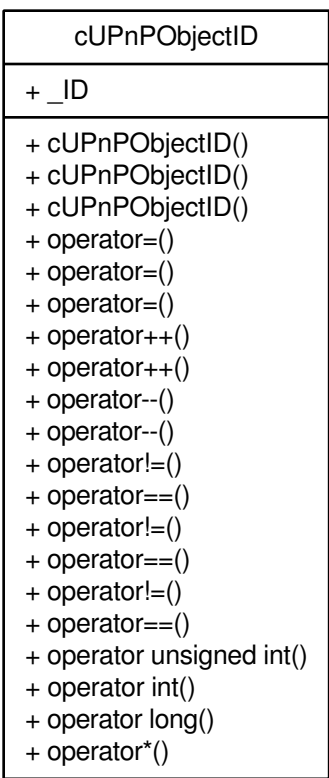 cUPnPObjectID
+ _ID
+ cUPnPObjectID()
+ cUPnPObjectID()
+ cUPnPObjectID()
+ operator=()
+ operator=()
+ operator=()
+ operator++()
+ operator++()
+ operator--()
+ operator--()
+ operator!=()
+ operator==()
+ operator!=()
+ operator==()
+ operator!=()
+ operator==()
+ operator unsigned int()
+ operator int()
+ operator long()
+ operator*()